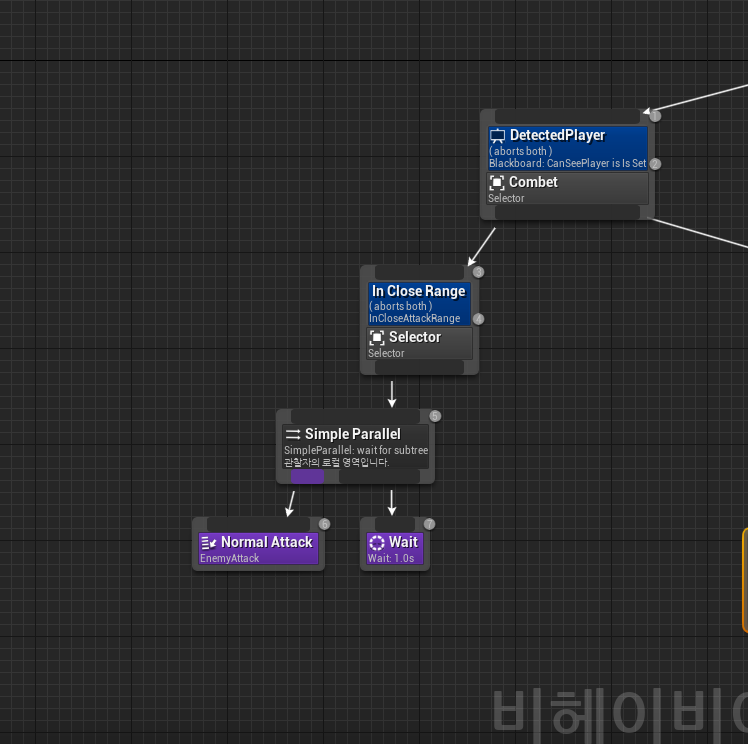 1
DetectedPlayer
( aborts both )
Blackboard: CanSeePlayer is Is Set
2
Combet
Selector
3
In Close Range
( aborts both )
InCloseAttackRange
4
Selector
Selector
5
Simple Parallel
SimpleParallel: wait for subtree
관찰자의 로컬 영역입니다.
6
Normal Attack
EnemyAttack
7
Wait
Wait: 1.0s
비헤이비